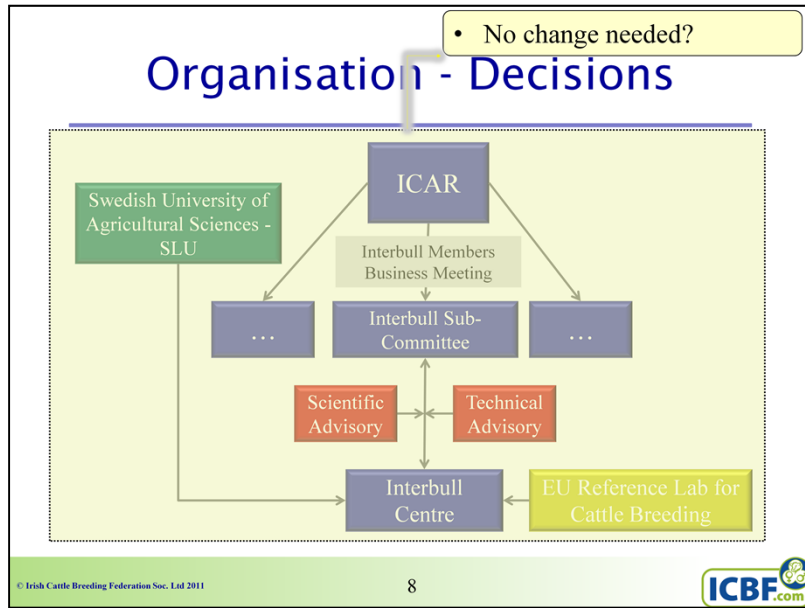 • No change needed?
Organisation - Decisions
ICAR
Swedish University of
Agricultural Sciences -
SLU
Interbull Members
Business Meeting
...
Interbull Sub-
Committee
...
Scientific
Advisory
Technical
Advisory
Interbull
Centre
EU Reference Lab for
Cattle Breeding
© Irish Cattle Breeding Federation Soc. Ltd 2011
8
ICBF
.com